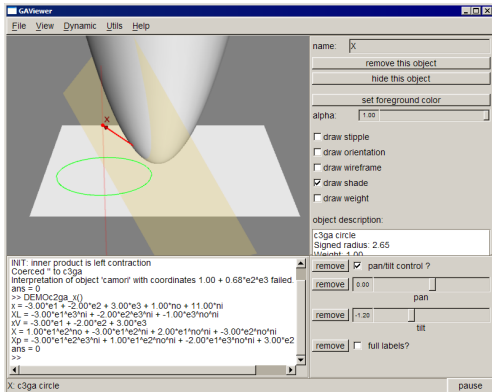 GAViewer
File View Dynamic Utils Help
X
name: X
remove this object
hide this object
set foreground color
alpha: 1.00
draw stipple
draw orientation
draw wireframe
draw shade
draw weight
object description:
c3ga circle
Signed radius: 2.65
Weight: 1.00
INIT: inner product is left contraction
Coerced '' to c3ga
Interpretation of object 'camori' with coordinates 1.00 + 0.68*e2^e3 failed.
ans = 0
>> DEMOc2ga_x()
x = -3.00*e1 + -2.00*e2 + 3.00*e3 + 1.00*no + 11.00*ni
XL = -3.00*e1^e3^ni + -2.00*e2^e3^ni + -1.00*e3^no^ni
xV = -3.00*e1 + -2.00*e2 + 3.00*e3
X = 1.00*e1^e2^no + -3.00*e1^e2^ni + 2.00*e1^no^ni + -3.00*e2^no^ni
Xp = -3.00*e1^e2^e3^ni + 1.00*e1^e2^no^ni + -2.00*e1^e3^no^ni + 3.00*e2
ans = 0
>>
remove pan/tilt control ?
remove 0.00
pan
remove -1.20
tilt
remove full labels?
X: c3ga circle
pause